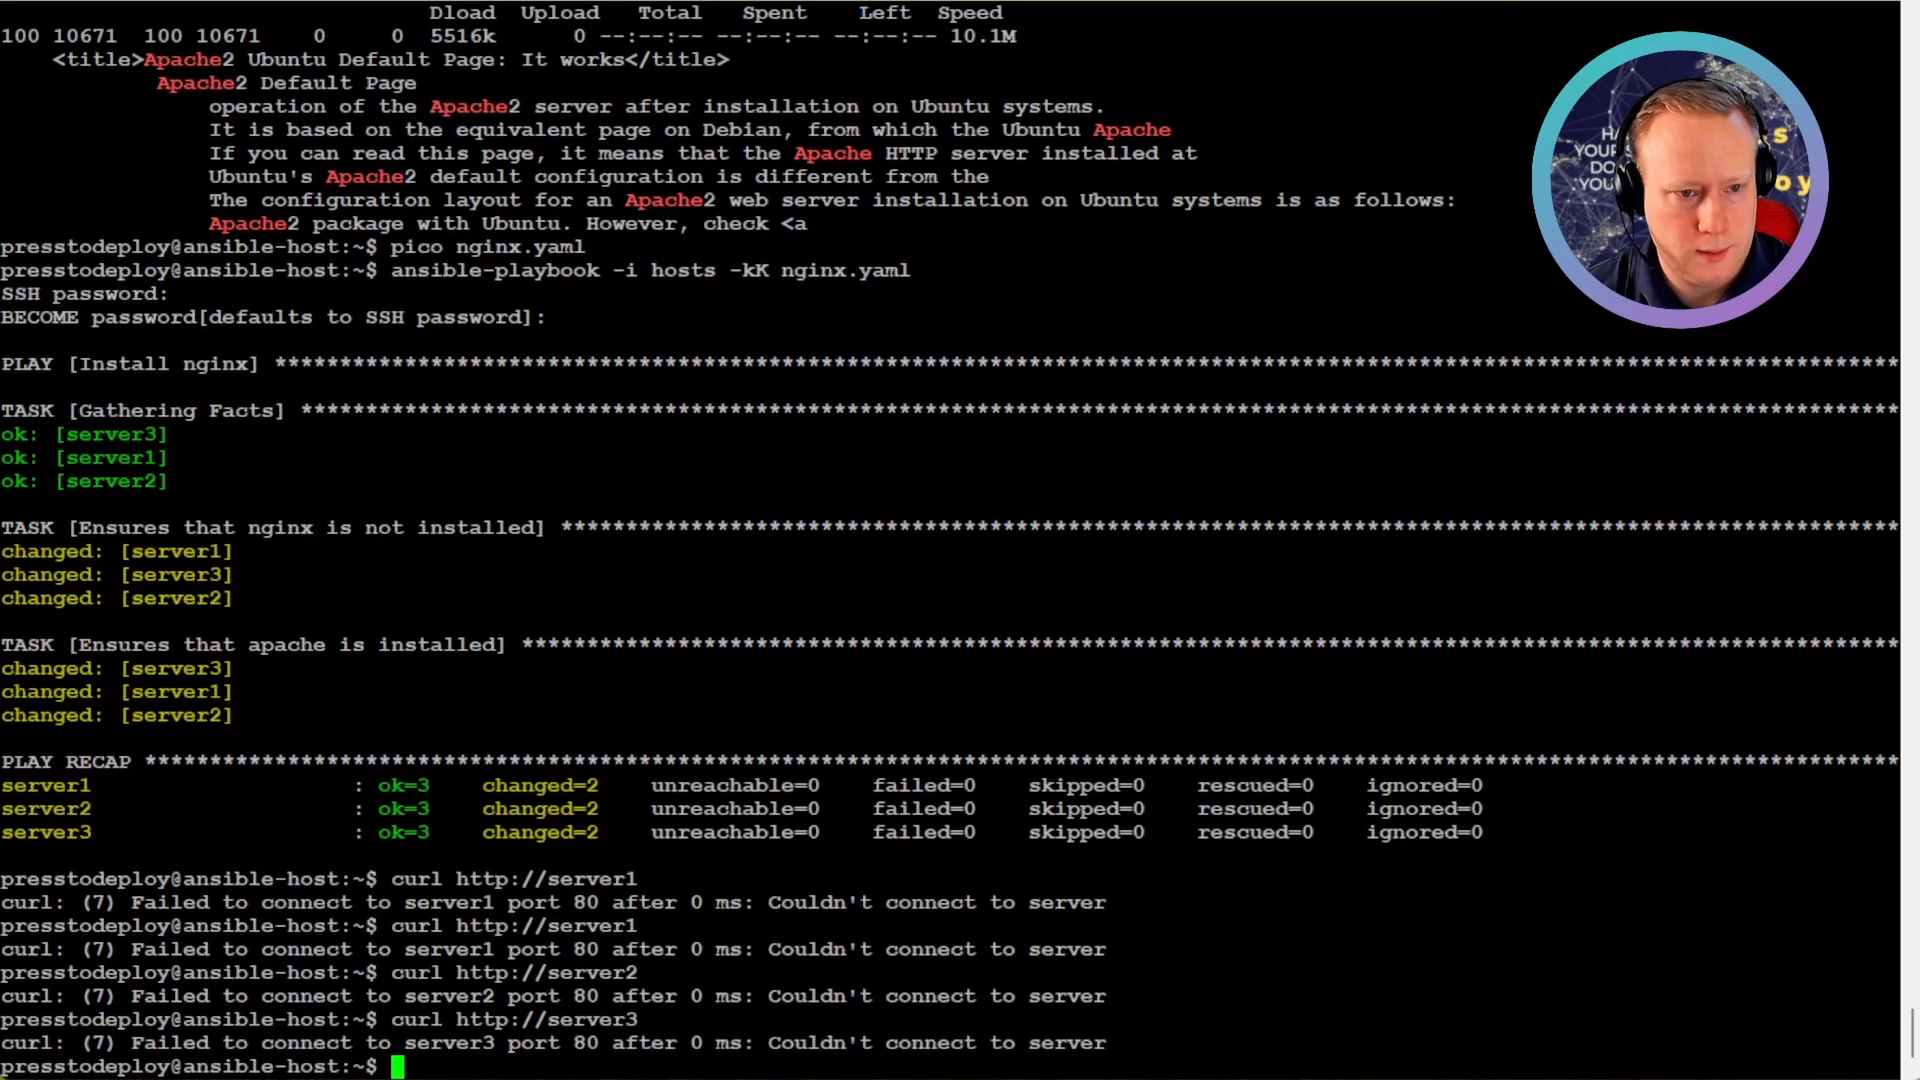 Dload  Upload   Total   Spent    Left  Speed
100 10671  100 10671    0     0  5516k      0 --:--:-- --:--:-- --:--:-- 10.1M
    <title>Apache2 Ubuntu Default Page: It works</title>
            Apache2 Default Page
                operation of the Apache2 server after installation on Ubuntu systems.
                It is based on the equivalent page on Debian, from which the Ubuntu Apache
                If you can read this page, it means that the Apache HTTP server installed at
                Ubuntu's Apache2 default configuration is different from the
                The configuration layout for an Apache2 web server installation on Ubuntu systems is as follows:
                Apache2 package with Ubuntu. However, check <a
presstodeploy@ansible-host:~$ pico nginx.yaml
presstodeploy@ansible-host:~$ ansible-playbook -i hosts -kK nginx.yaml
SSH password:
BECOME password[defaults to SSH password]:
PLAY [Install nginx] *****************************************************************************************************************************
TASK [Gathering Facts] ***************************************************************************************************************************
ok: [server3]
ok: [server1]
ok: [server2]
TASK [Ensures that nginx is not installed] *******************************************************************************************************
changed: [server1]
changed: [server3]
changed: [server2]
TASK [Ensures that apache is installed] **********************************************************************************************************
changed: [server3]
changed: [server1]
changed: [server2]
PLAY RECAP ***************************************************************************************************************************************
server1                    : ok=3    changed=2    unreachable=0    failed=0    skipped=0    rescued=0    ignored=0
server2                    : ok=3    changed=2    unreachable=0    failed=0    skipped=0    rescued=0    ignored=0
server3                    : ok=3    changed=2    unreachable=0    failed=0    skipped=0    rescued=0    ignored=0
presstodeploy@ansible-host:~$ curl http://server1
curl: (7) Failed to connect to server1 port 80 after 0 ms: Couldn't connect to server
presstodeploy@ansible-host:~$ curl http://server1
curl: (7) Failed to connect to server1 port 80 after 0 ms: Couldn't connect to server
presstodeploy@ansible-host:~$ curl http://server2
curl: (7) Failed to connect to server2 port 80 after 0 ms: Couldn't connect to server
presstodeploy@ansible-host:~$ curl http://server3
curl: (7) Failed to connect to server3 port 80 after 0 ms: Couldn't connect to server
presstodeploy@ansible-host:~$